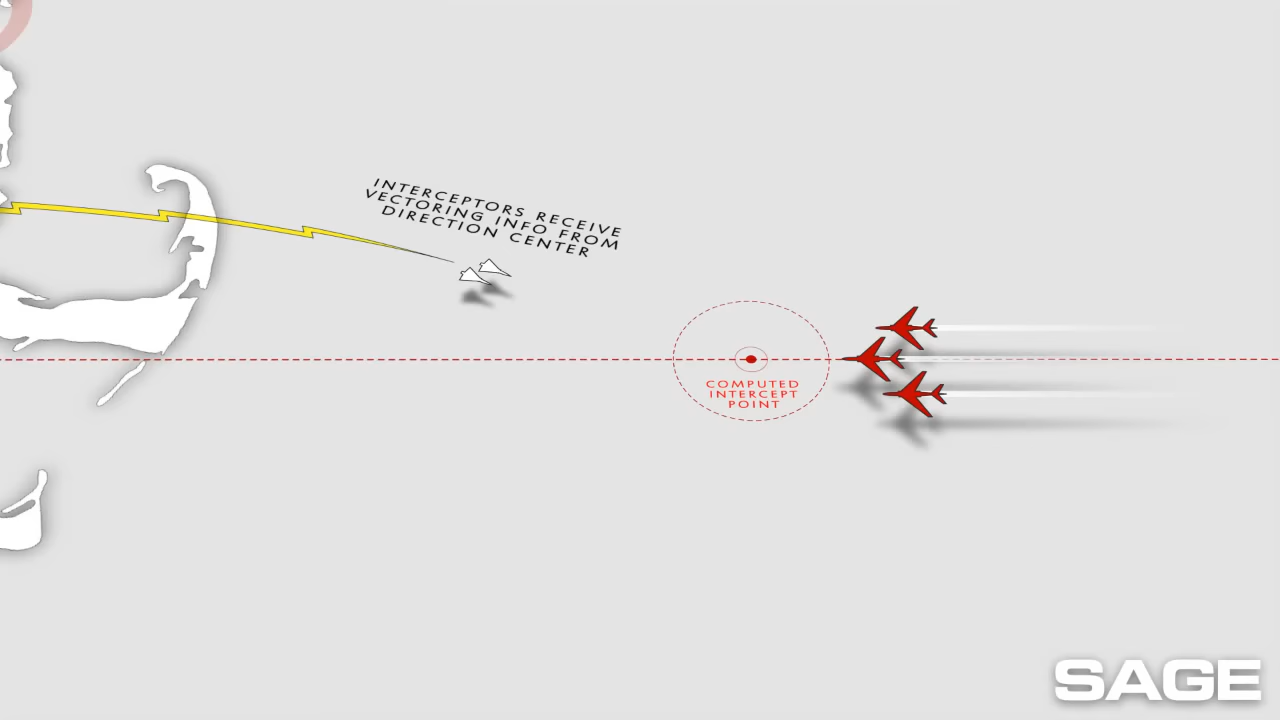 INTERCEPTORS RECEIVE
VECTORING INFO FROM
DIRECTION CENTER
COMPUTED
INTERCEPT
POINT
SAGE